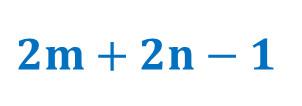 2m + 2n − 1